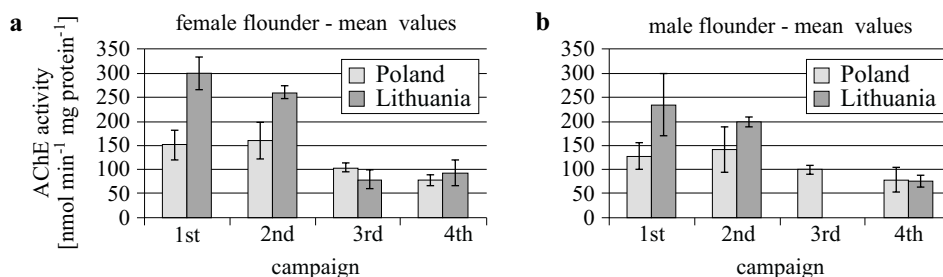 a
female flounder - mean values
AChE activity
[nmol min⁻¹ mg protein⁻¹]
350
300
250
200
150
100
50
0
Poland
Lithuania
1st 2nd 3rd 4th
campaign
b
male flounder - mean values
350
300
250
200
150
100
50
0
Poland
Lithuania
1st 2nd 3rd 4th
campaign